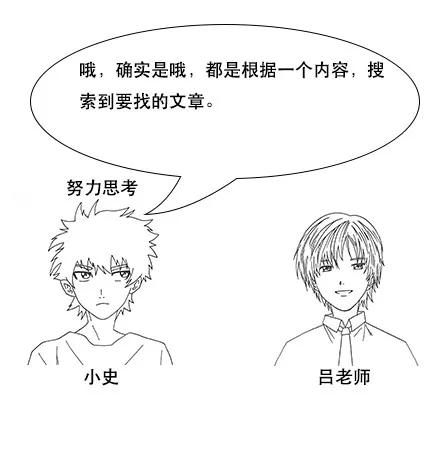 哦，确实是哦，都是根据一个内容，搜
索到要找的文章。
努力思考
小史
吕老师